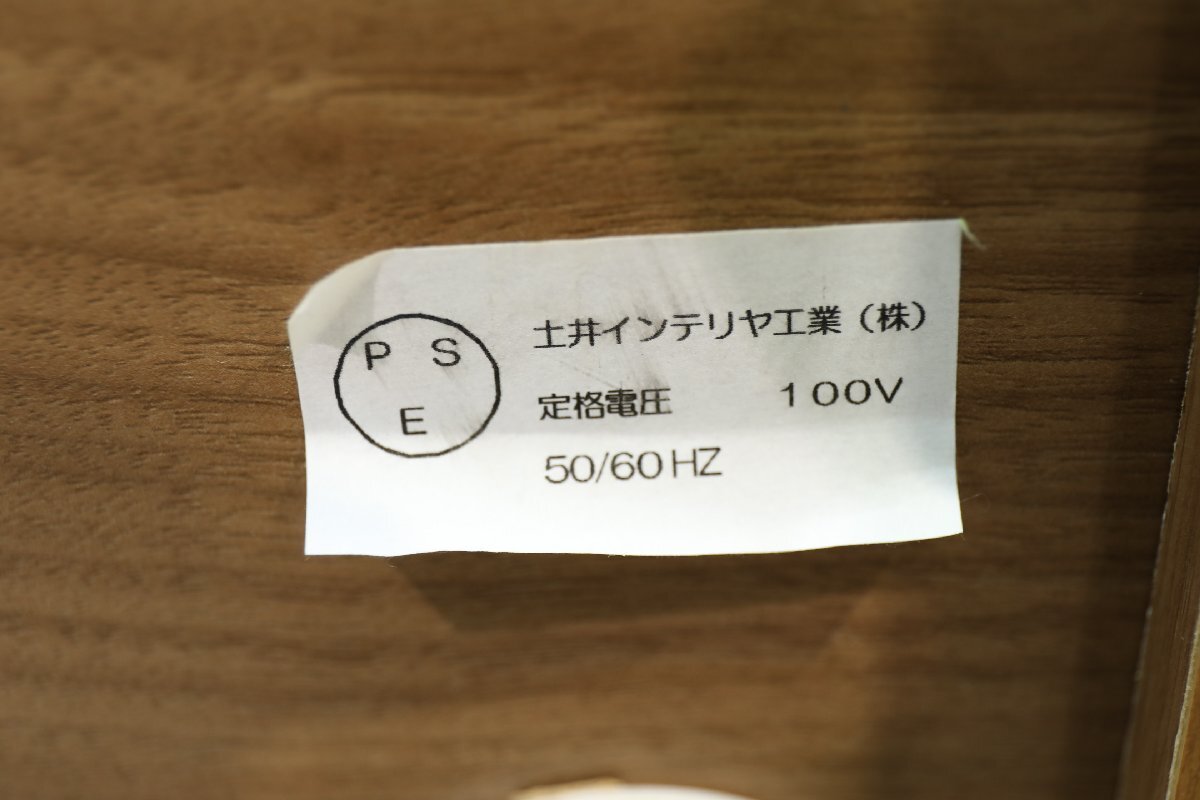 P S
E
土井インテリヤ工業（株）
定格電圧　１００V
50/60HZ